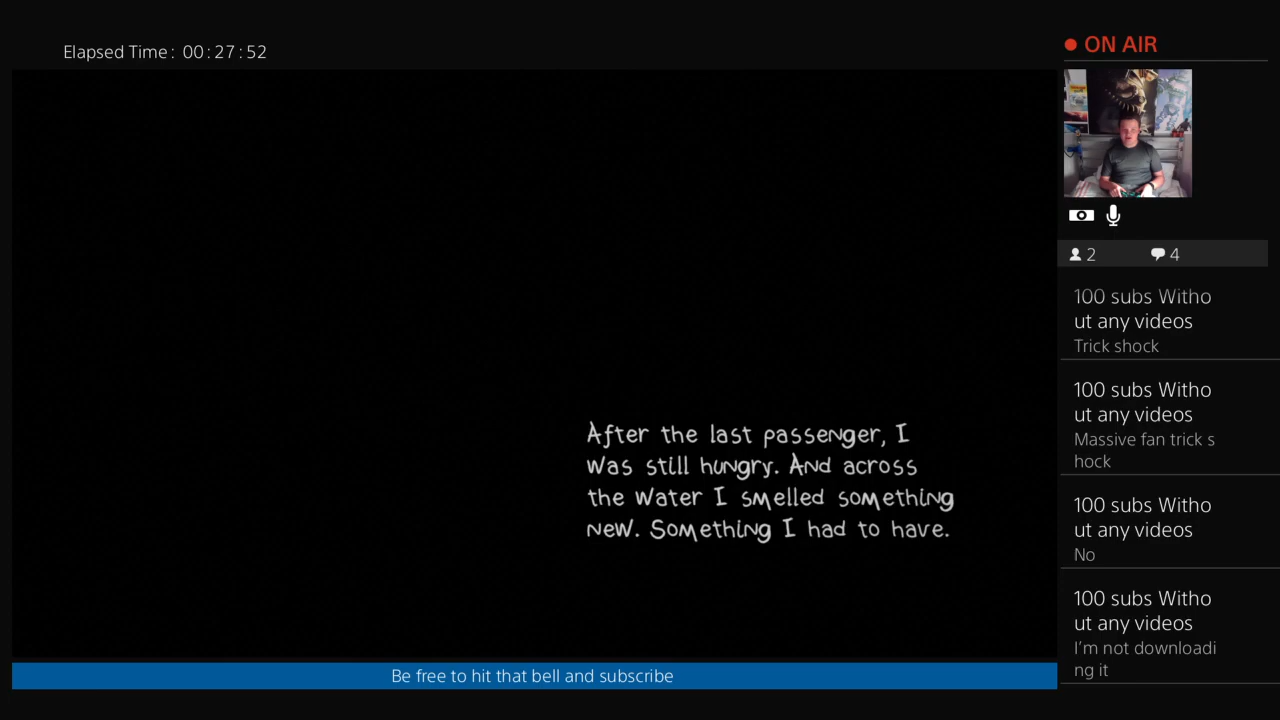 Elapsed Time: 00:27:52
ON AIR
2
4
100 subs Witho
ut any videos
Trick shock
100 subs Witho
ut any videos
Massive fan trick s
hock
100 subs Witho
ut any videos
No
100 subs Witho
ut any videos
I'm not downloadi
ng it
After the last passenger, I
was still hungry. And across
the water I smelled something
new. Something I had to have.
Be free to hit that bell and subscribe